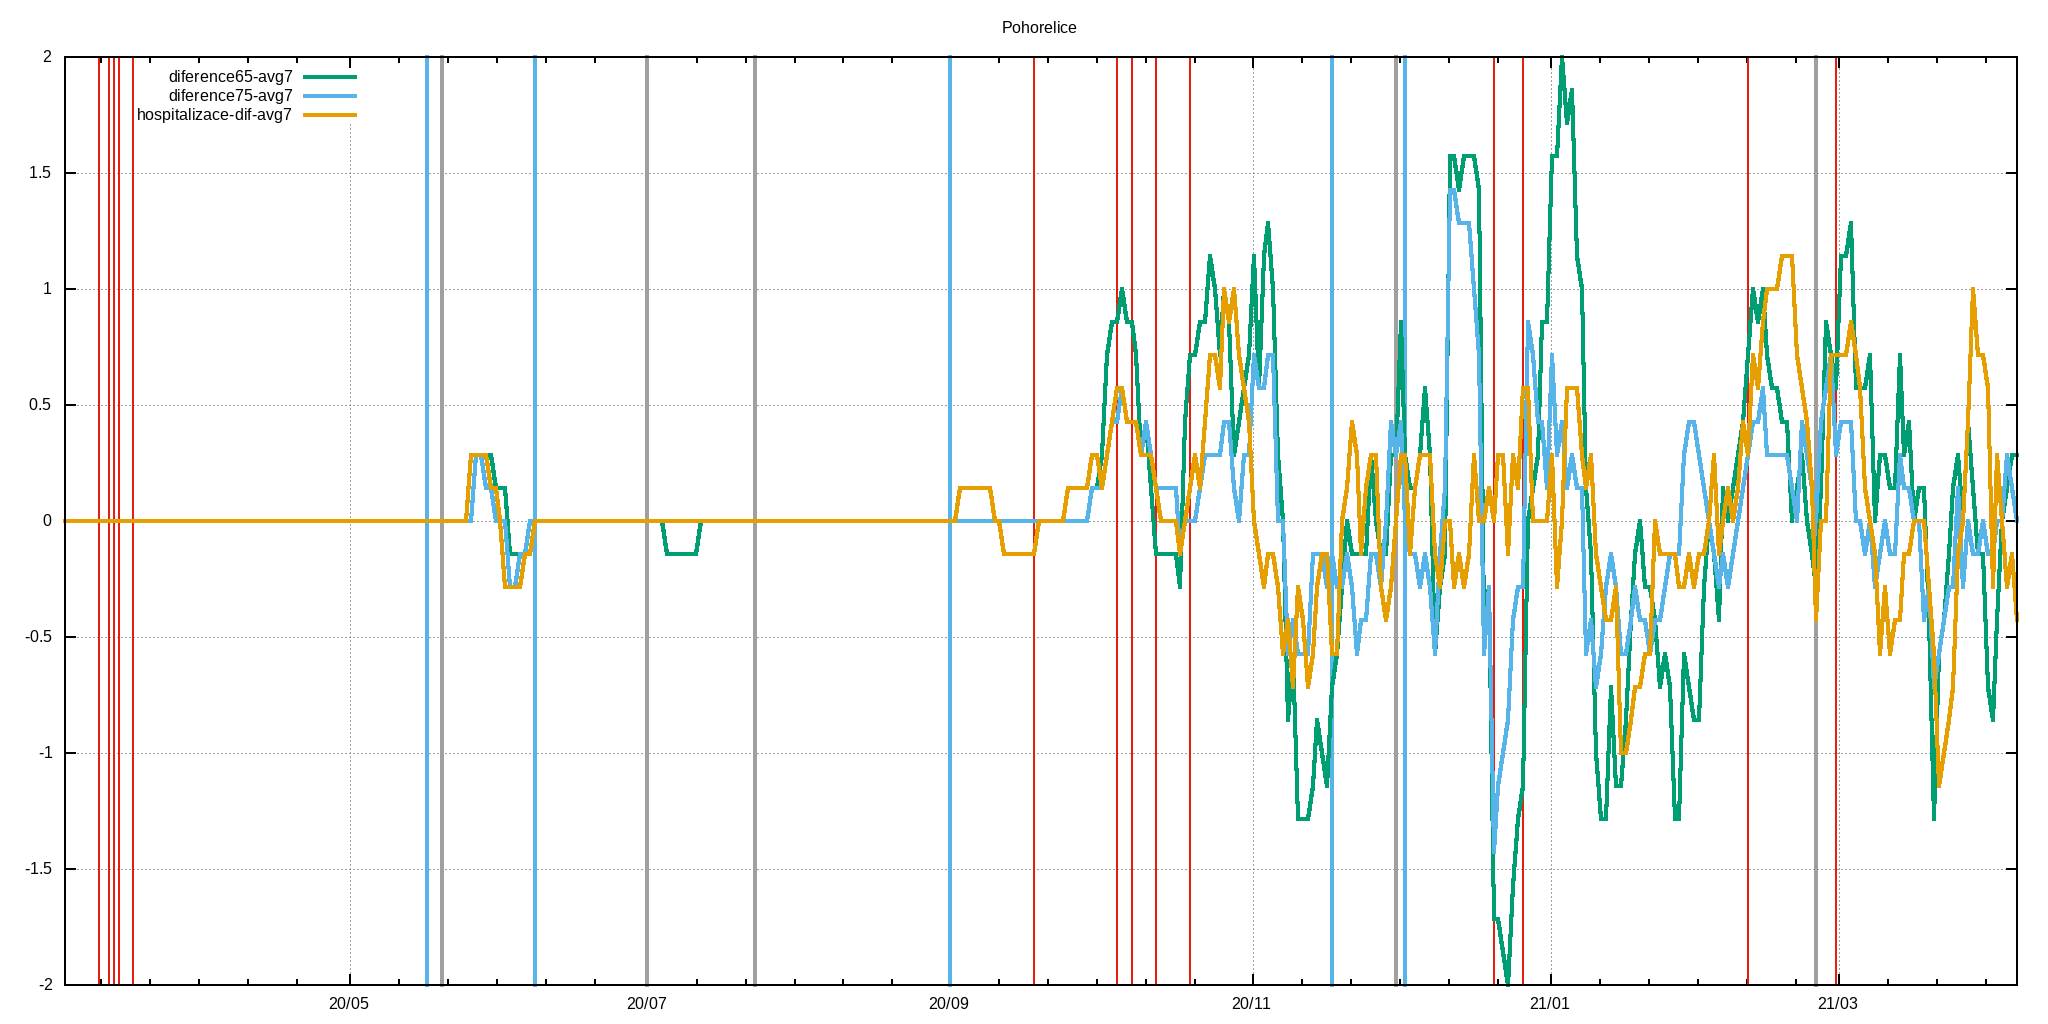 Pohorelice
2
diference65-avg7
diference75-avg7
hospitalizace-dif-avg7
1.5
1
0.5
0
-0.5
-1
-1.5
-2
20/05 20/07 20/09 20/11 21/01 21/03